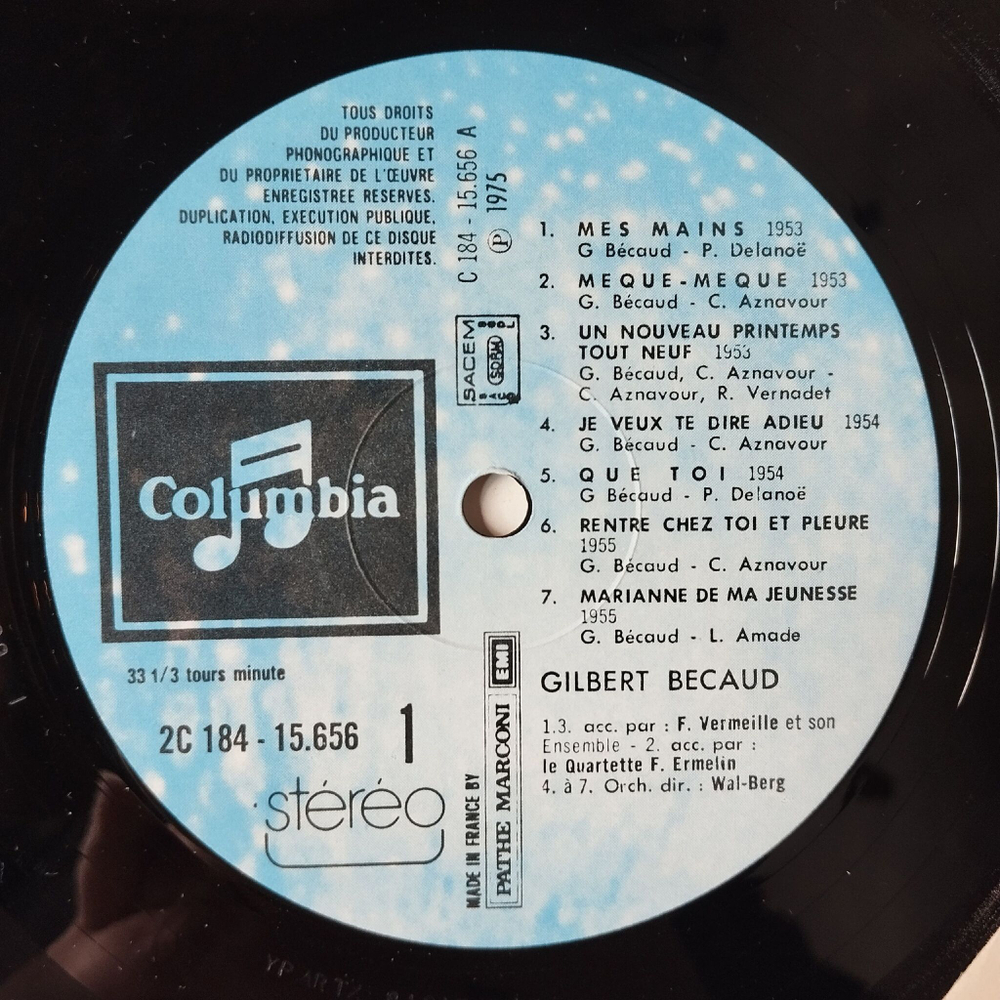 TOUS DROITS
DU PRODUCTEUR
PHONOGRAPHIQUE ET
DU PROPRIETAIRE DE L'ŒUVRE
ENREGISTREE RESERVES.
DUPLICATION, EXECUTION PUBLIQUE,
RADIODIFFUSION DE CE DISQUE
INTERDITES.
C 184 - 15.656 A
Ⓟ 1975
SACEM
SDRM
Columbia
33 1/3 tours minute
2C 184 - 15.656 1
stéréo
MADE IN FRANCE BY
PATHE MARCONI EMI
1. MES MAINS 1953
G Bécaud - P. Delanoë
2. MEQUE-MEQUE 1953
G. Bécaud - C. Aznavour
3. UN NOUVEAU PRINTEMPS
TOUT NEUF 1953
G. Bécaud, C. Aznavour -
C. Aznavour, R. Vernadet
4. JE VEUX TE DIRE ADIEU 1954
G. Bécaud - C. Aznavour
5. QUE TOI 1954
G Bécaud - P. Delanoë
6. RENTRE CHEZ TOI ET PLEURE
1955
G. Bécaud - C. Aznavour
7. MARIANNE DE MA JEUNESSE
1955
G. Bécaud - L. Amade
GILBERT BECAUD
1.3. acc. par : F. Vermeille et son
Ensemble - 2. acc. par :
le Quartette F. Ermelin
4. à 7. Orch. dir. : Wal-Berg